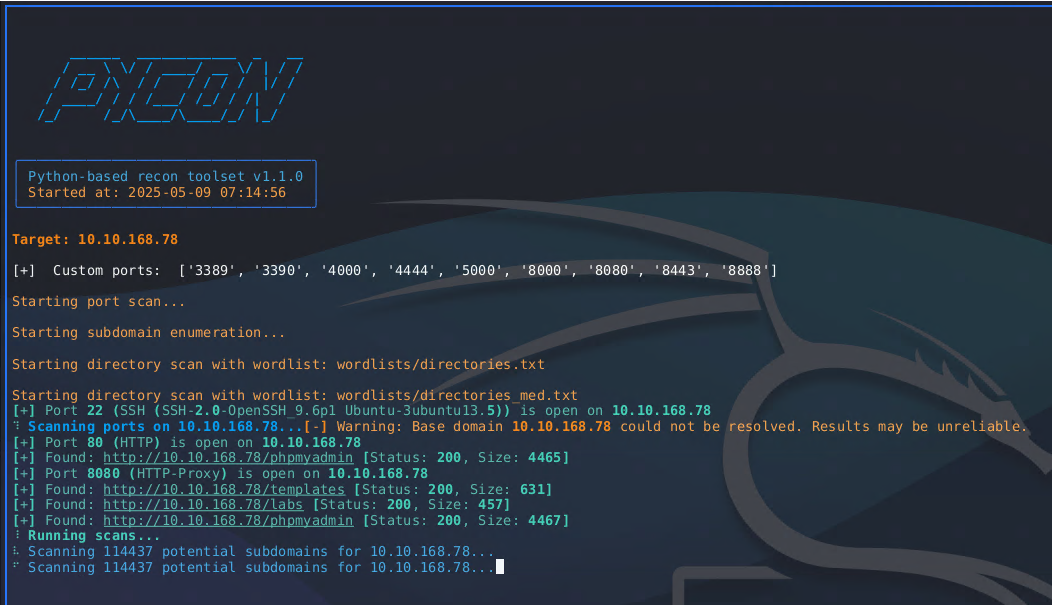 PYCON
Python-based recon toolset v1.1.0
Started at: 2025-05-09 07:14:56
Target: 10.10.168.78
[+]  Custom ports:  ['3389', '3390', '4000', '4444', '5000', '8000', '8080', '8443', '8888']
Starting port scan...
Starting subdomain enumeration...
Starting directory scan with wordlist: wordlists/directories.txt
Starting directory scan with wordlist: wordlists/directories_med.txt
[+] Port 22 (SSH (SSH-2.0-OpenSSH_9.6p1 Ubuntu-3ubuntu13.5)) is open on 10.10.168.78
Scanning ports on 10.10.168.78...[-] Warning: Base domain 10.10.168.78 could not be resolved. Results may be unreliable.
[+] Port 80 (HTTP) is open on 10.10.168.78
[+] Found: http://10.10.168.78/phpmyadmin [Status: 200, Size: 4465]
[+] Port 8080 (HTTP-Proxy) is open on 10.10.168.78
[+] Found: http://10.10.168.78/templates [Status: 200, Size: 631]
[+] Found: http://10.10.168.78/labs [Status: 200, Size: 457]
[+] Found: http://10.10.168.78/phpmyadmin [Status: 200, Size: 4467]
Running scans...
Scanning 114437 potential subdomains for 10.10.168.78...
Scanning 114437 potential subdomains for 10.10.168.78...